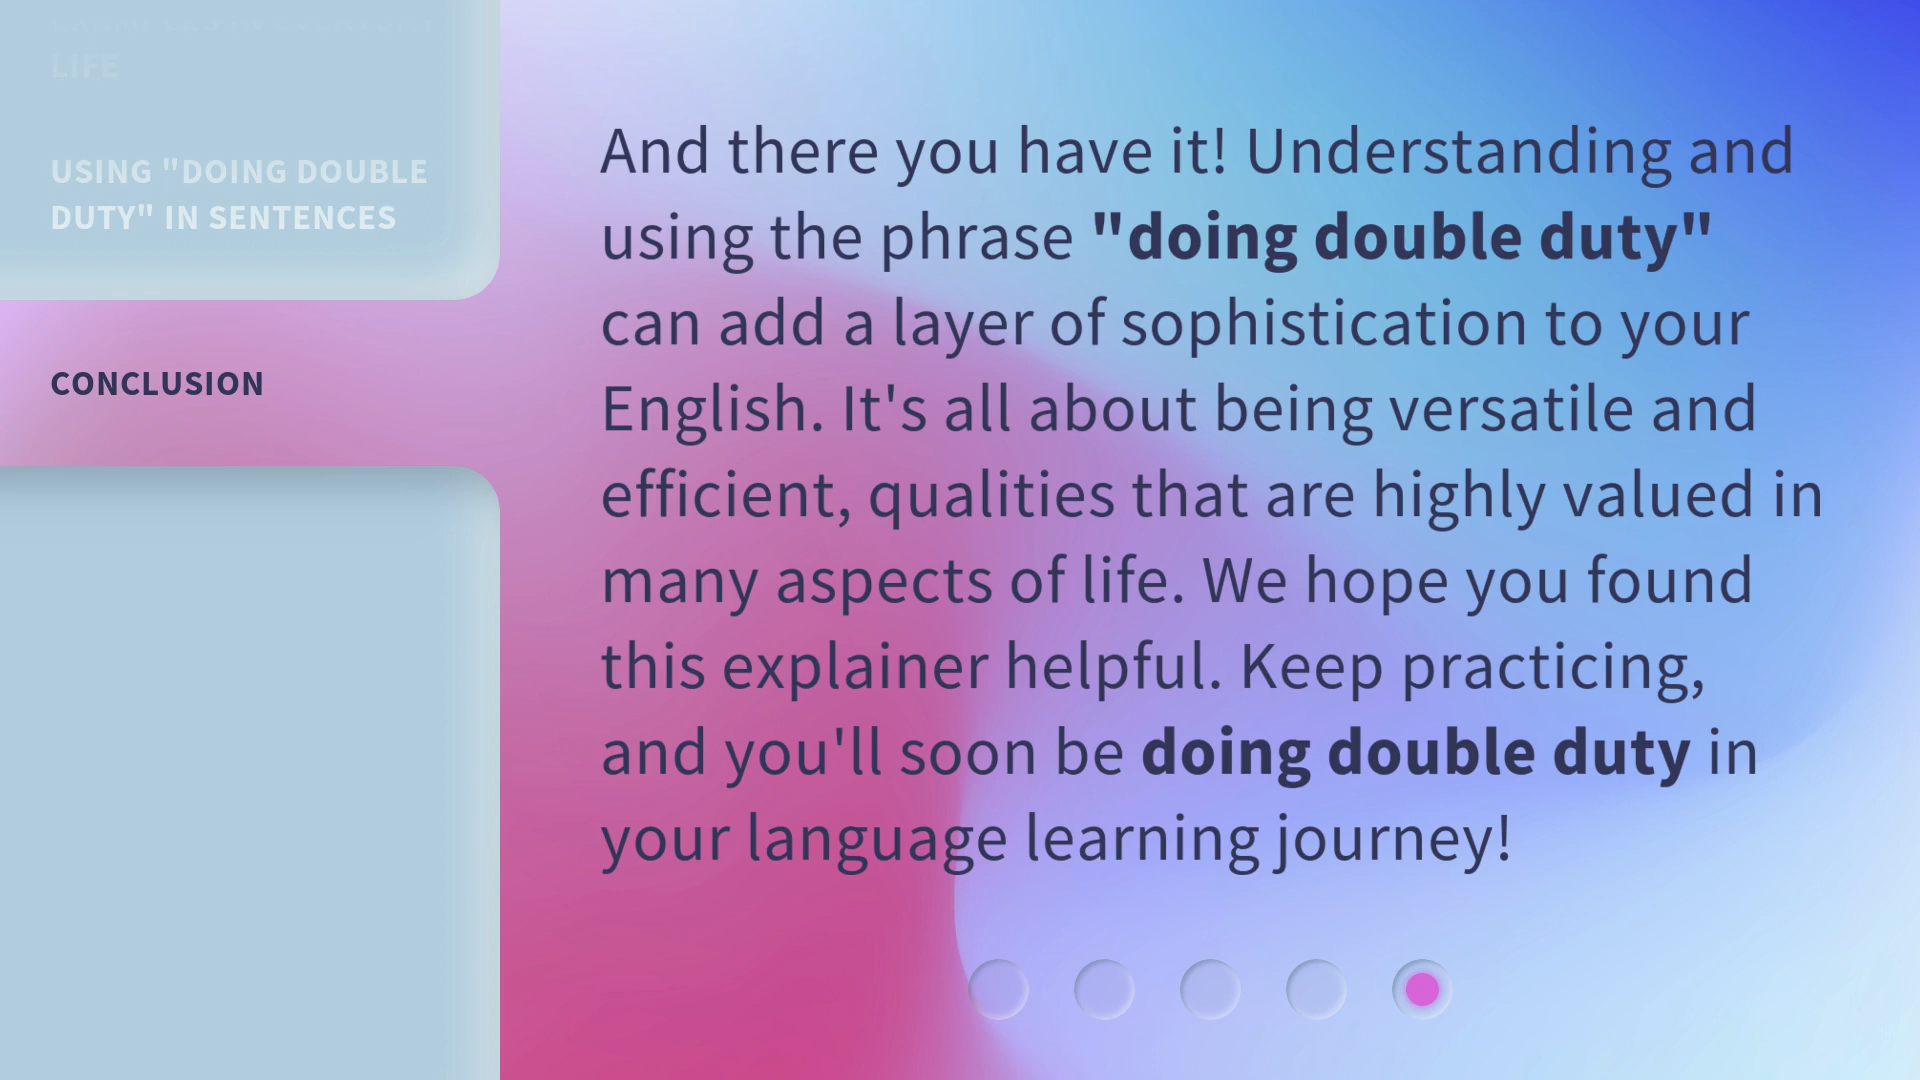 LIFE
USING "DOING DOUBLE
DUTY" IN SENTENCES
CONCLUSION
And there you have it! Understanding and
using the phrase "doing double duty"
can add a layer of sophistication to your
English. It's all about being versatile and
efficient, qualities that are highly valued in
many aspects of life. We hope you found
this explainer helpful. Keep practicing,
and you'll soon be doing double duty in
your language learning journey!